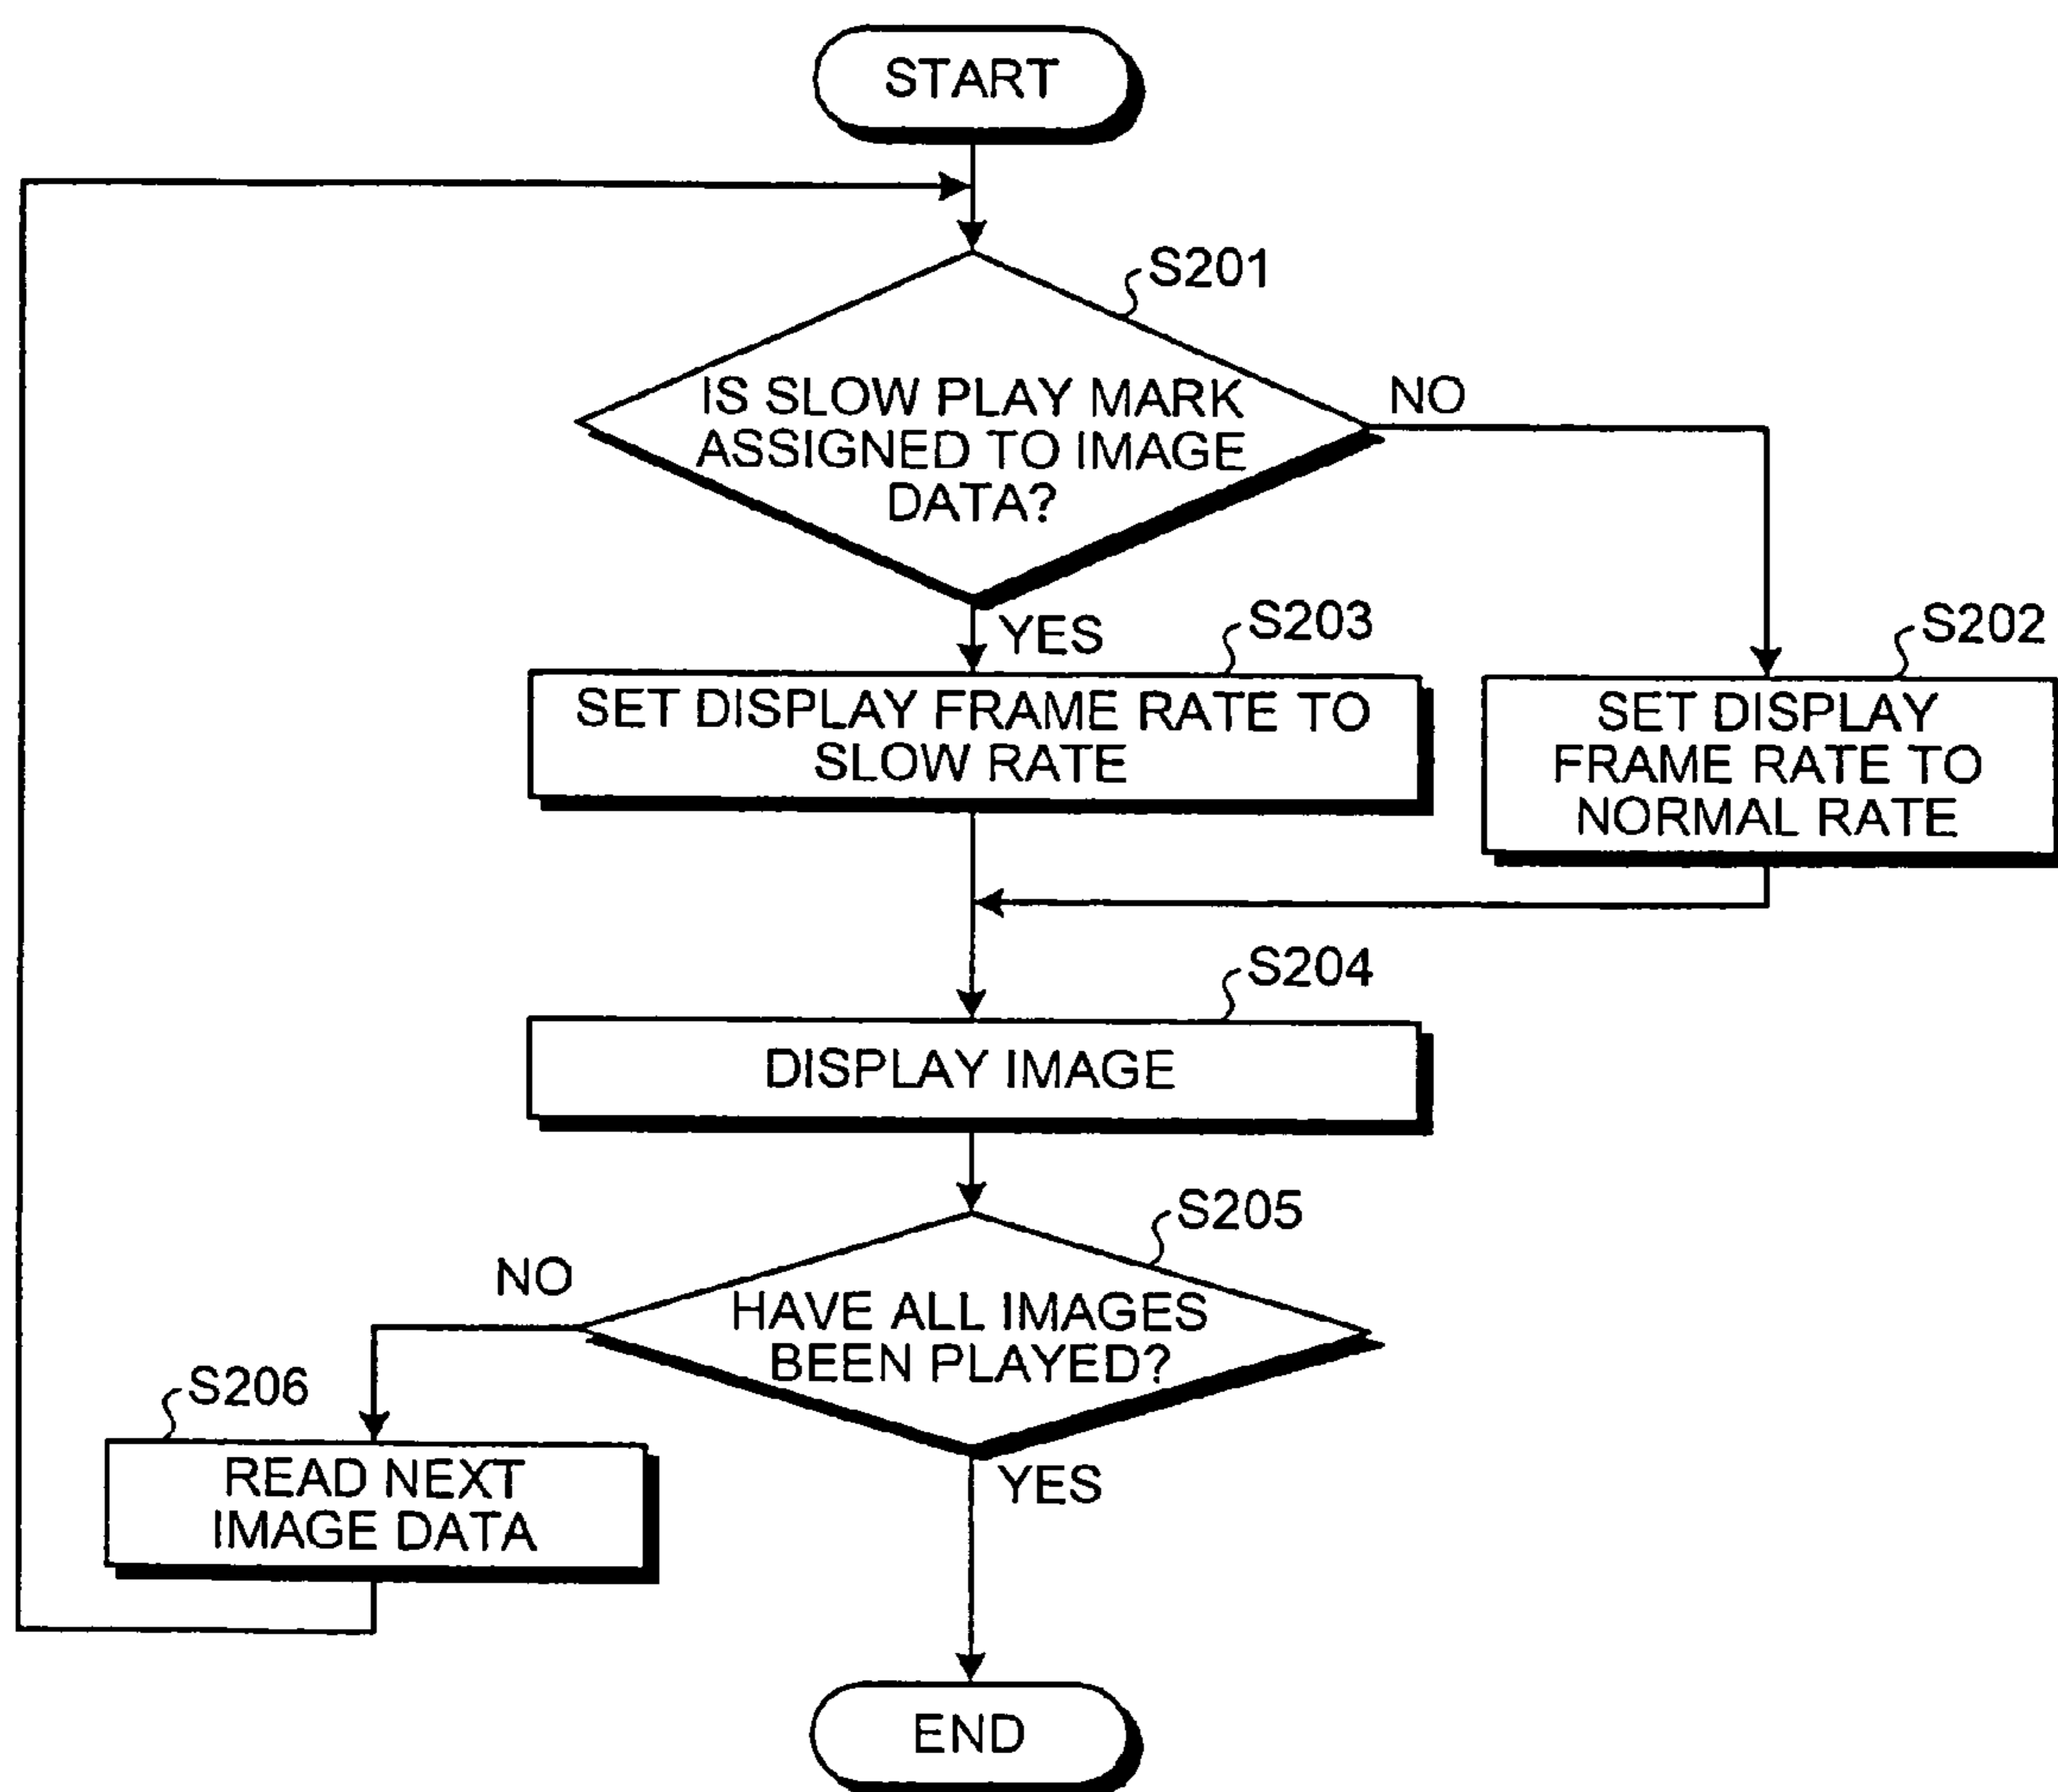 START
S201
IS SLOW PLAY MARK
ASSIGNED TO IMAGE
DATA?
NO
YES
S203
SET DISPLAY FRAME RATE TO
SLOW RATE
S202
SET DISPLAY
FRAME RATE TO
NORMAL RATE
S204
DISPLAY IMAGE
S205
HAVE ALL IMAGES
BEEN PLAYED?
NO
S206
READ NEXT
IMAGE DATA
YES
END